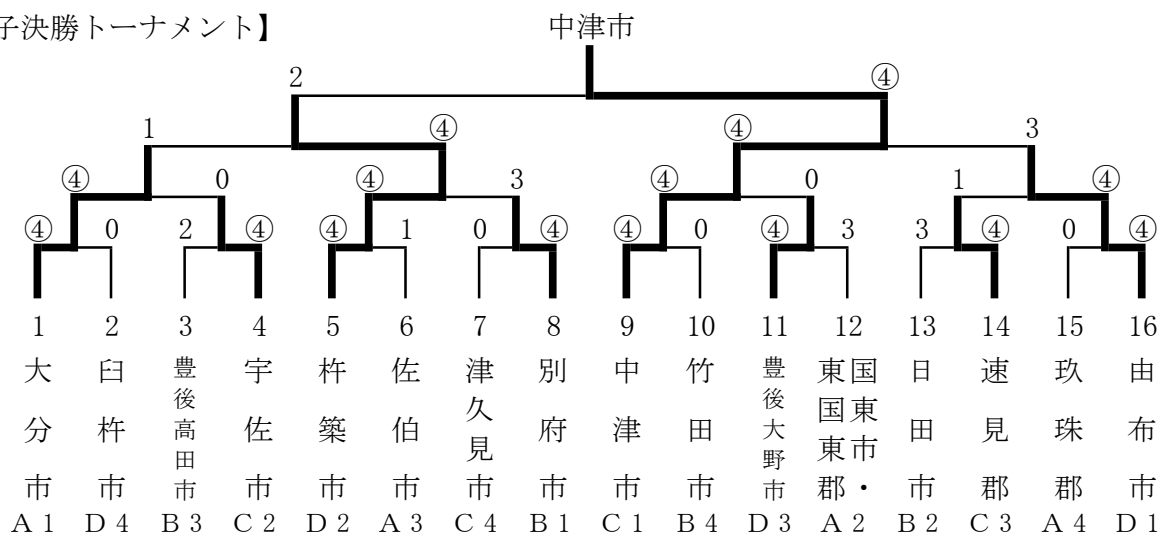 子決勝トーナメント】
中津市
2 ④
1 ④ ④ 3
④ 0 ④ 3 ④ 0 1 ④
④ 0 2 ④ ④ 1 0 ④ ④ 0 ④ 3 3 ④ 0 ④
1 2 3 4 5 6 7 8 9 10 11 12 13 14 15 16
大分市
臼杵市
豊後高田市
宇佐市
杵築市
佐伯市
津久見市
別府市
中津市
竹田市
豊後大野市
国東市・
東国東郡
日田市
速見郡
玖珠郡
由布市
A1 D4 B3 C2 D2 A3 C4 B1 C1 B4 D3 A2 B2 C3 A4 D1